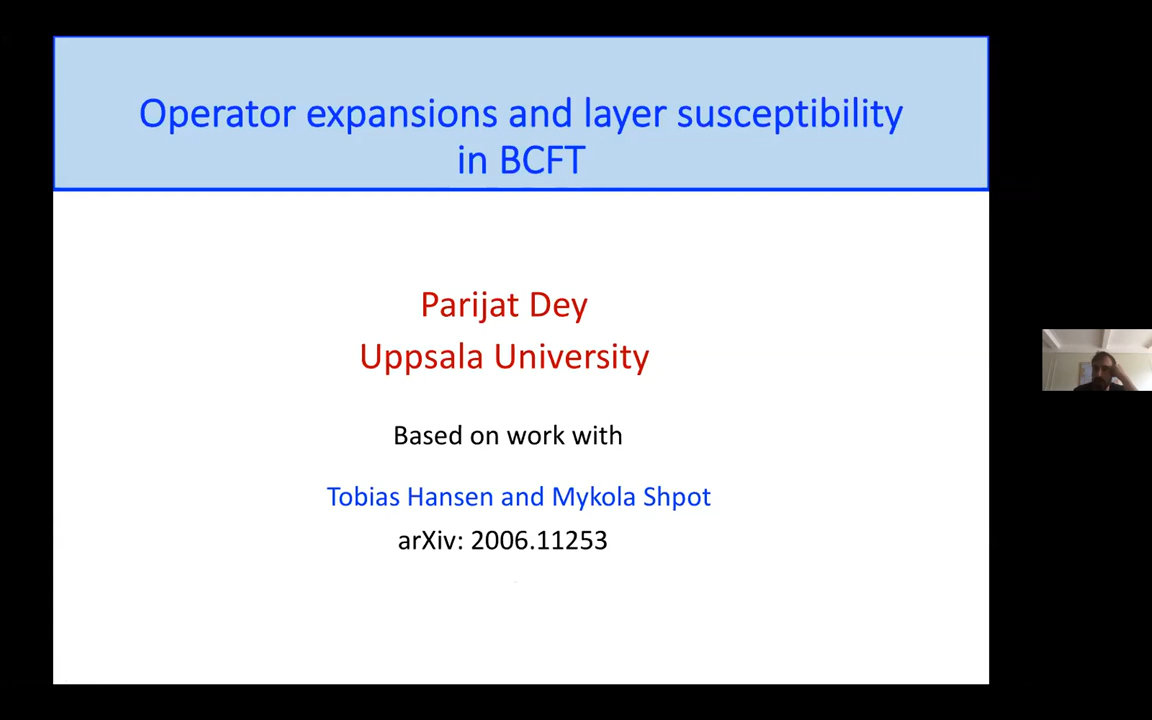 Operator expansions and layer susceptibility
in BCFT
Parijat Dey
Uppsala University
Based on work with
Tobias Hansen and Mykola Shpot
arXiv: 2006.11253